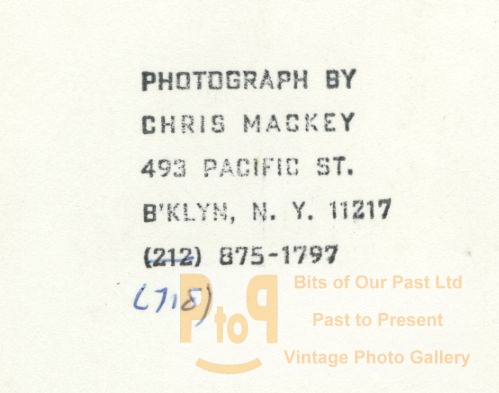 PHOTOGRAPH BY
CHRIS MACKEY
493 PACIFIC ST.
B'KLYN, N. Y. 11217
(212) 875-1797
(718)
PtoP
Bits of Our Past Ltd
Past to Present
Vintage Photo Gallery